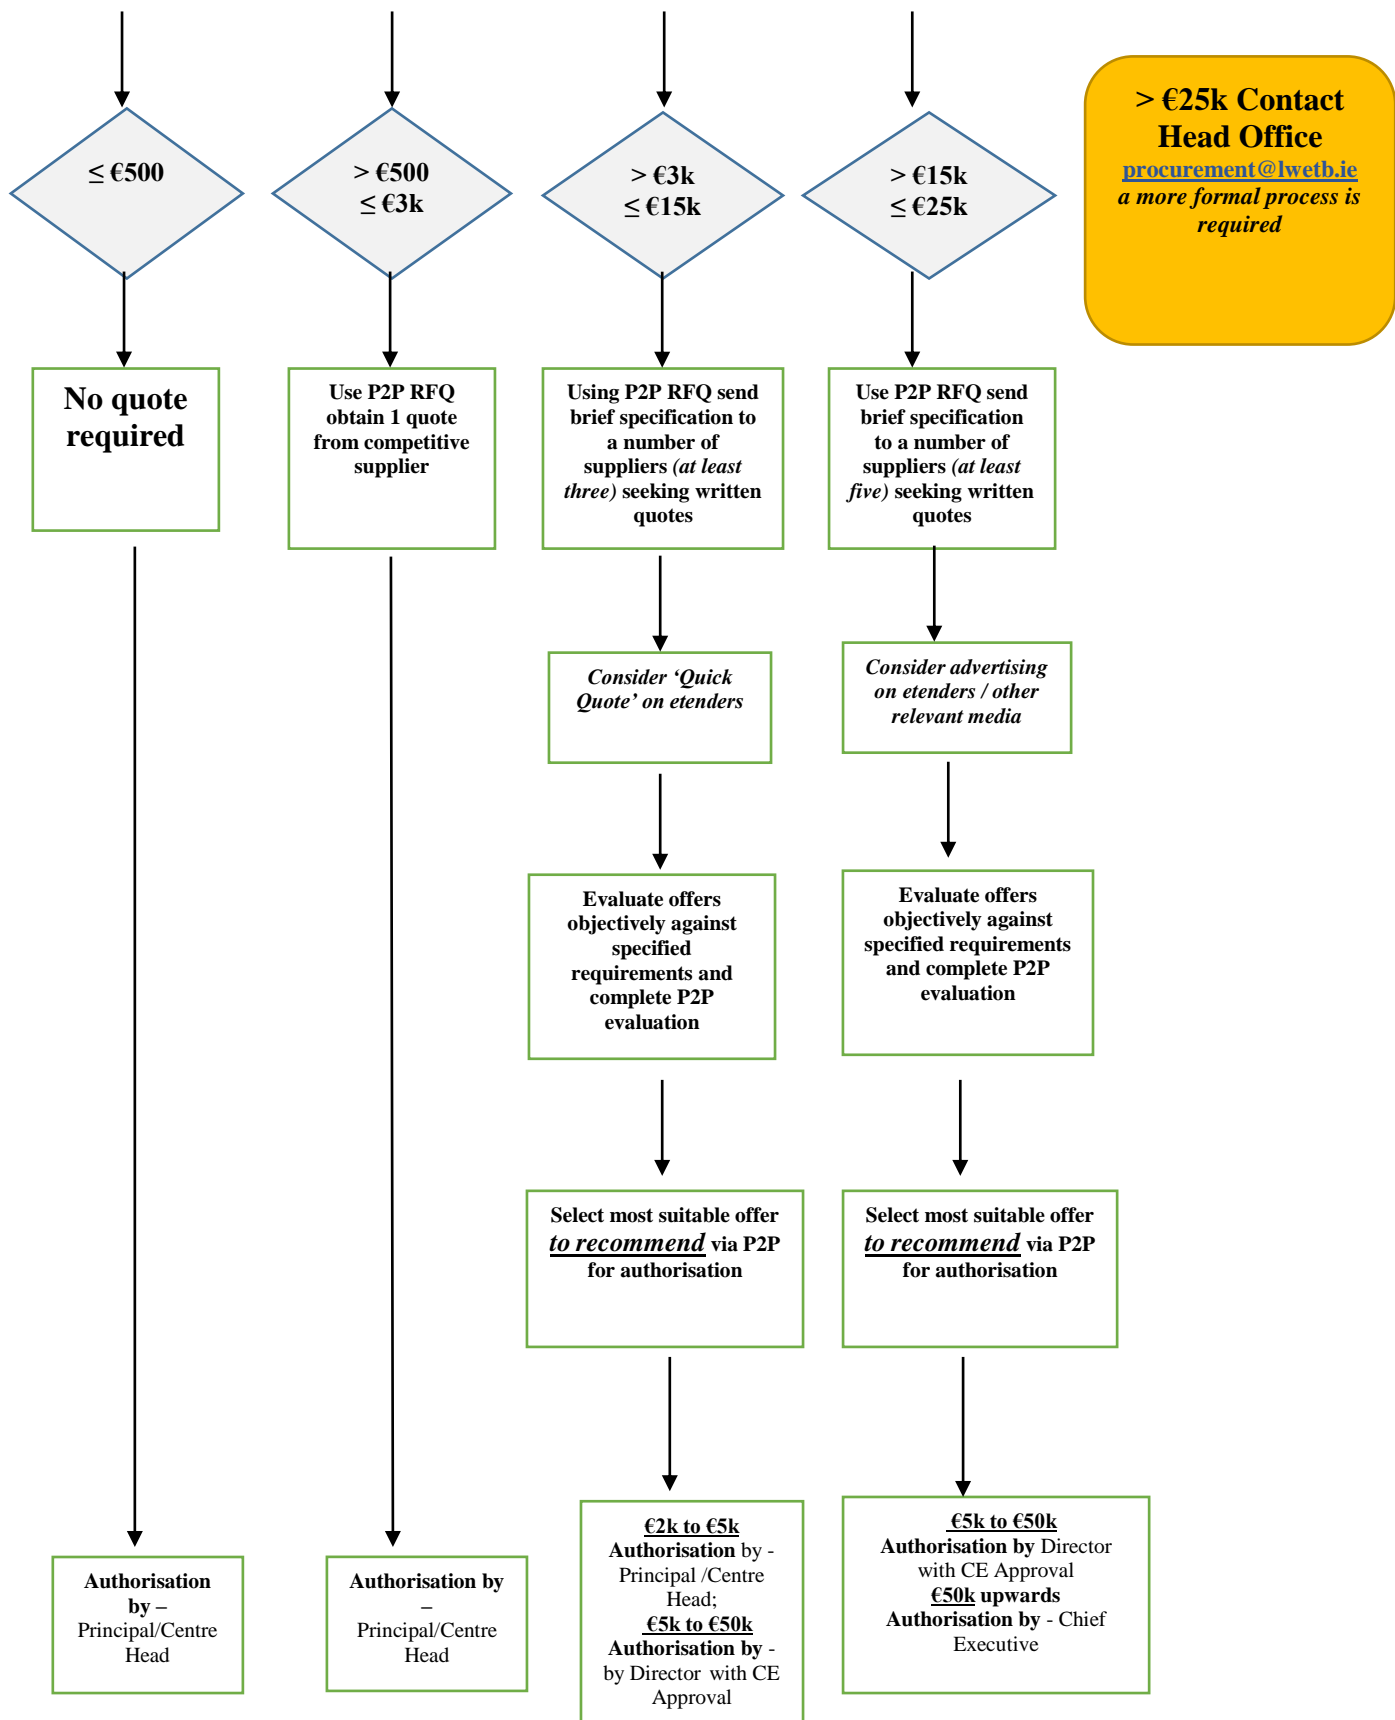 ≤ €500
> €500
≤ €3k
> €3k
≤ €15k
> €15k
≤ €25k
> €25k Contact
Head Office
procurement@lwetb.ie
a more formal process is
required
No quote
required
Use P2P RFQ
obtain 1 quote
from competitive
supplier
Using P2P RFQ send
brief specification to
a number of
suppliers (at least
three) seeking written
quotes
Use P2P RFQ send
brief specification
to a number of
suppliers (at least
five) seeking written
quotes
Consider ‘Quick
Quote’ on etenders
Consider advertising
on etenders / other
relevant media
Evaluate offers
objectively against
specified
requirements and
complete P2P
evaluation
Evaluate offers
objectively against
specified requirements
and complete P2P
evaluation
Select most suitable offer
to recommend via P2P
for authorisation
Select most suitable offer
to recommend via P2P
for authorisation
Authorisation
by –
Principal/Centre
Head
Authorisation by
–
Principal/Centre
Head
€2k to €5k
Authorisation by -
Principal /Centre
Head;
€5k to €50k
Authorisation by -
by Director with CE
Approval
€5k to €50k
Authorisation by Director
with CE Approval
€50k upwards
Authorisation by - Chief
Executive